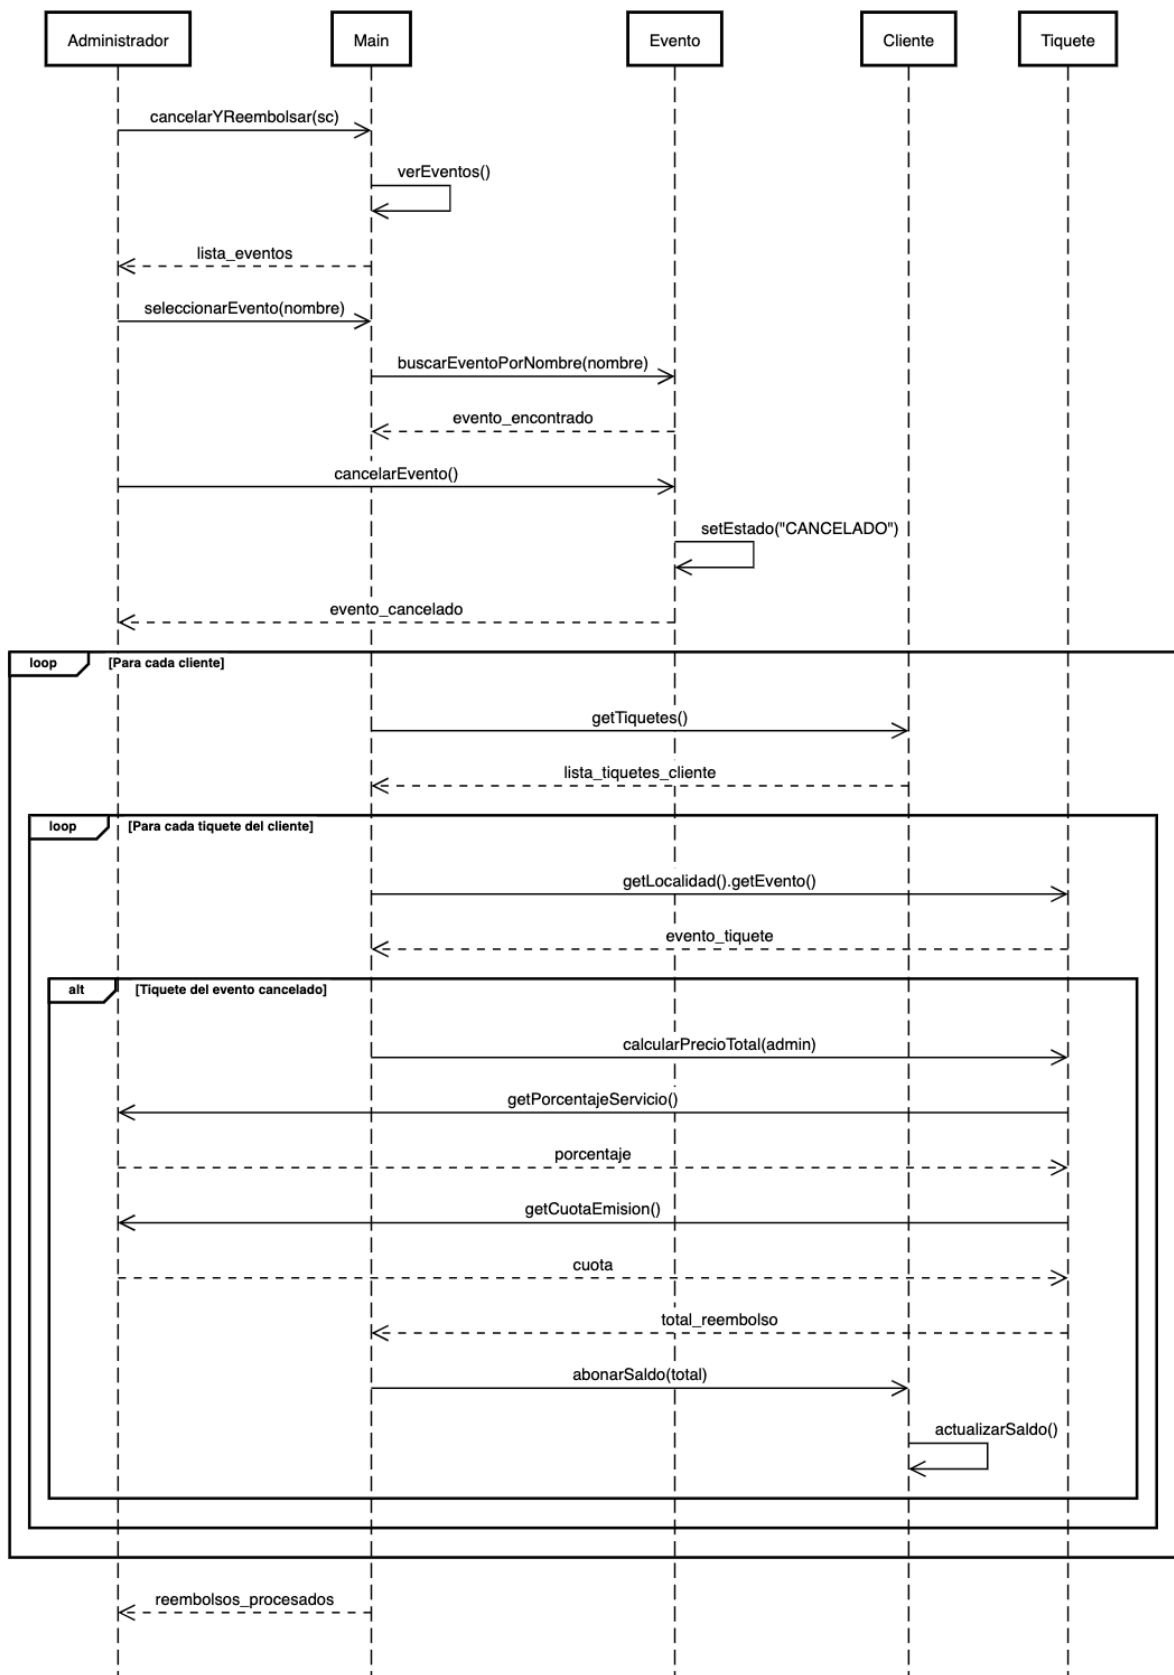 Administrador
Main
Evento
Cliente
Tiquete
cancelarYReembolsar(sc)
verEventos()
lista_eventos
seleccionarEvento(nombre)
buscarEventoPorNombre(nombre)
evento_encontrado
cancelarEvento()
setEstado("CANCELADO")
evento_cancelado
loop [Para cada cliente]
getTiquetes()
lista_tiquetes_cliente
loop [Para cada tiquete del cliente]
getLocalidad().getEvento()
evento_tiquete
alt [Tiquete del evento cancelado]
calcularPrecioTotal(admin)
getPorcentajeServicio()
porcentaje
getCuotaEmision()
cuota
total_reembolso
abonarSaldo(total)
actualizarSaldo()
reembolsos_procesados